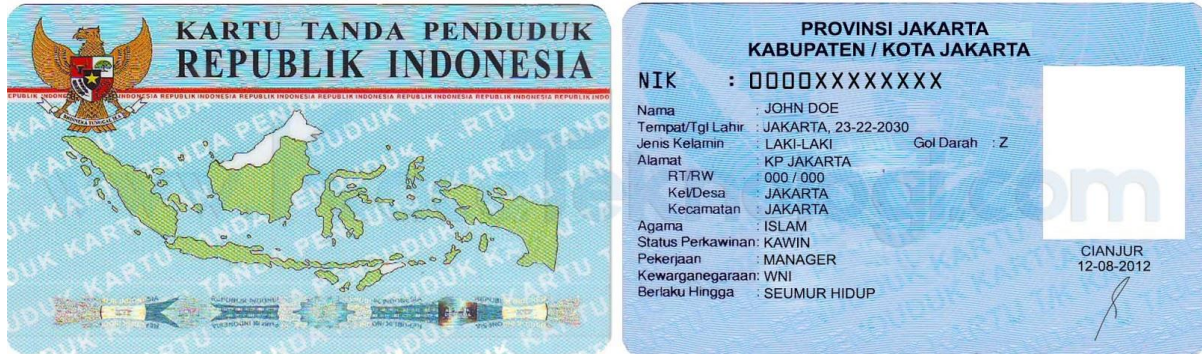 KARTU TANDA PENDUDUK
REPUBLIK INDONESIA
PROVINSI JAKARTA
KABUPATEN / KOTA JAKARTA
NIK : 0000XXXXXXXX
Nama : JOHN DOE
Tempat/Tgl Lahir : JAKARTA, 23-22-2030
Jenis Kelamin : LAKI-LAKI Gol Darah : Z
Alamat : KP JAKARTA
RT/RW : 000 / 000
Kel/Desa : JAKARTA
Kecamatan : JAKARTA
Agama : ISLAM
Status Perkawinan: KAWIN
Pekerjaan : MANAGER
Kewarganegaraan: WNI
Berlaku Hingga : SEUMUR HIDUP
CIANJUR
12-08-2012